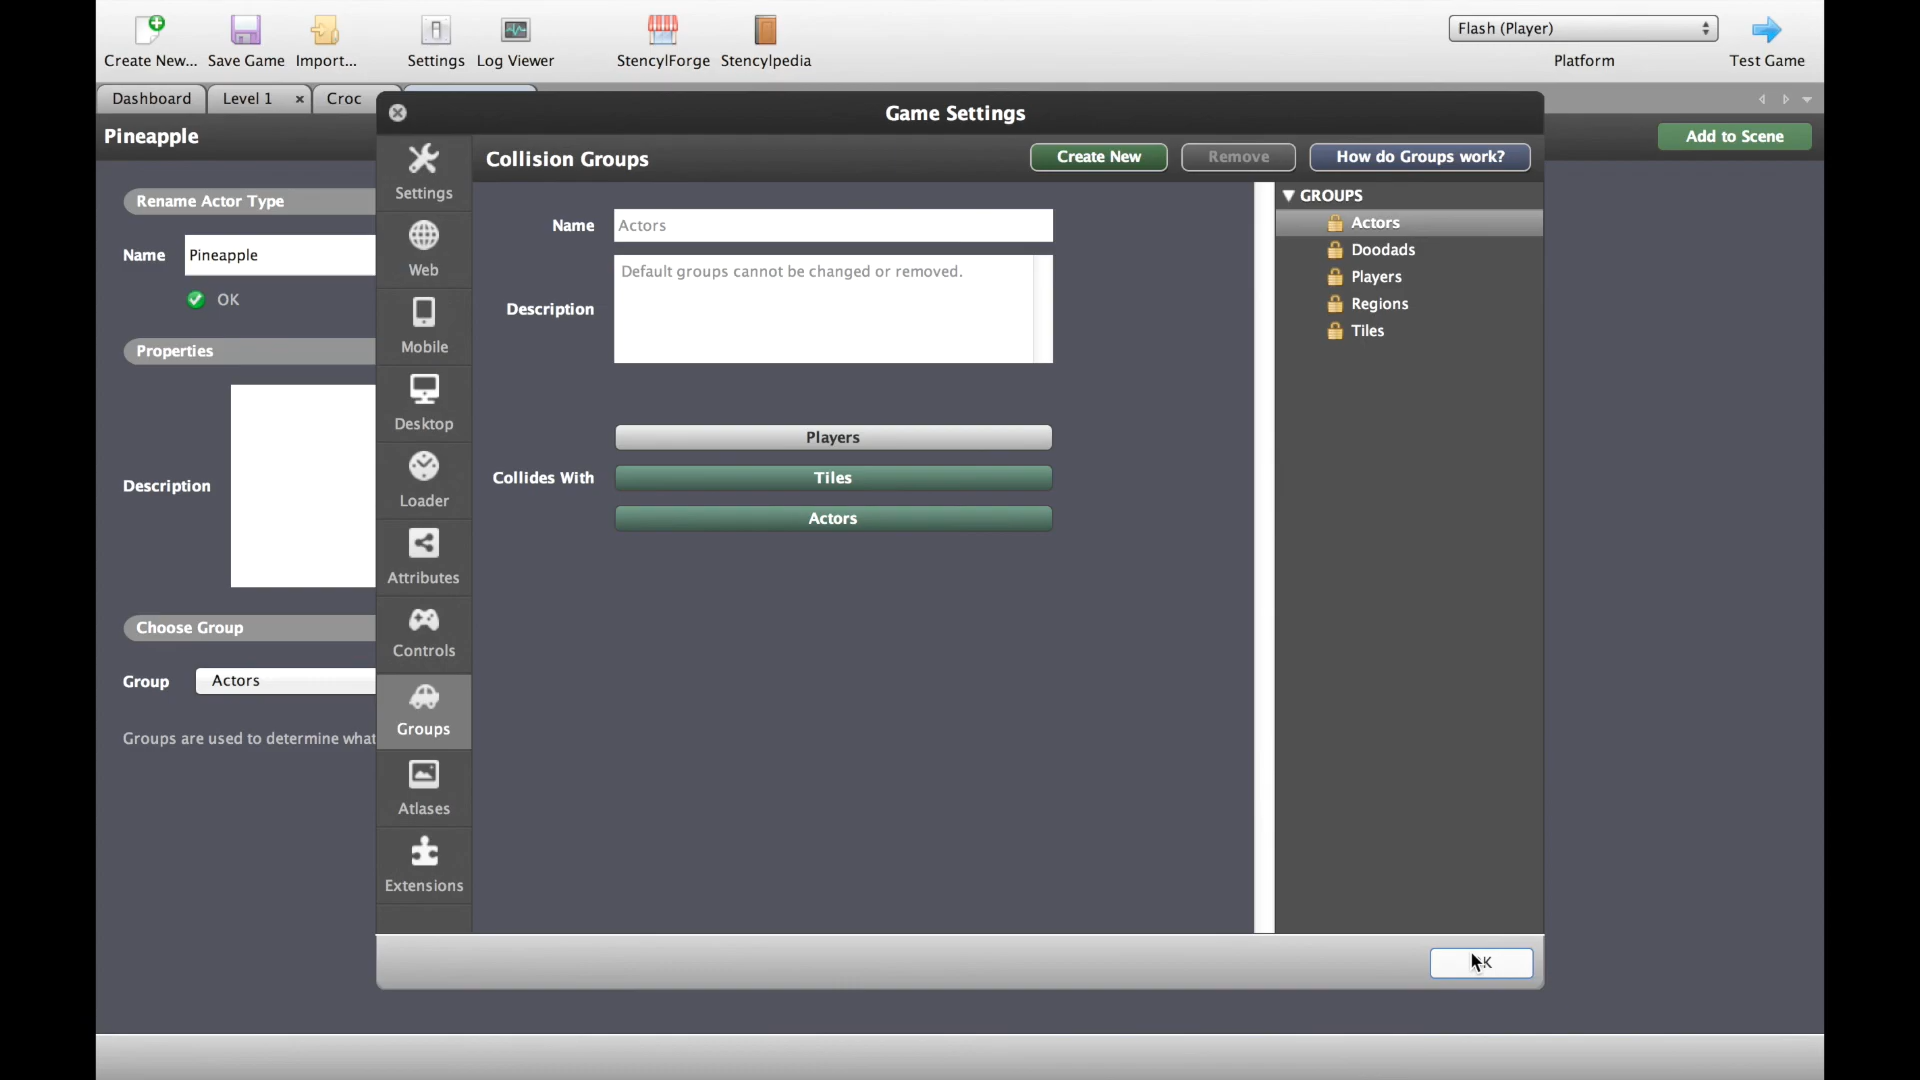 Create New...
Save Game
Import...
Settings
Log Viewer
StencylForge
Stencylpedia
Flash (Player)
Platform
Test Game
Dashboard
Level 1
Croc
Pineapple
Add to Scene
Game Settings
Rename Actor Type
Name
Pineapple
OK
Properties
Description
Choose Group
Group
Actors
Groups are used to determine what
Settings
Web
Mobile
Desktop
Loader
Attributes
Controls
Groups
Atlases
Extensions
Collision Groups
Create New
Remove
How do Groups work?
Name
Actors
Description
Default groups cannot be changed or removed.
Players
Collides With
Tiles
Actors
GROUPS
Actors
Doodads
Players
Regions
Tiles